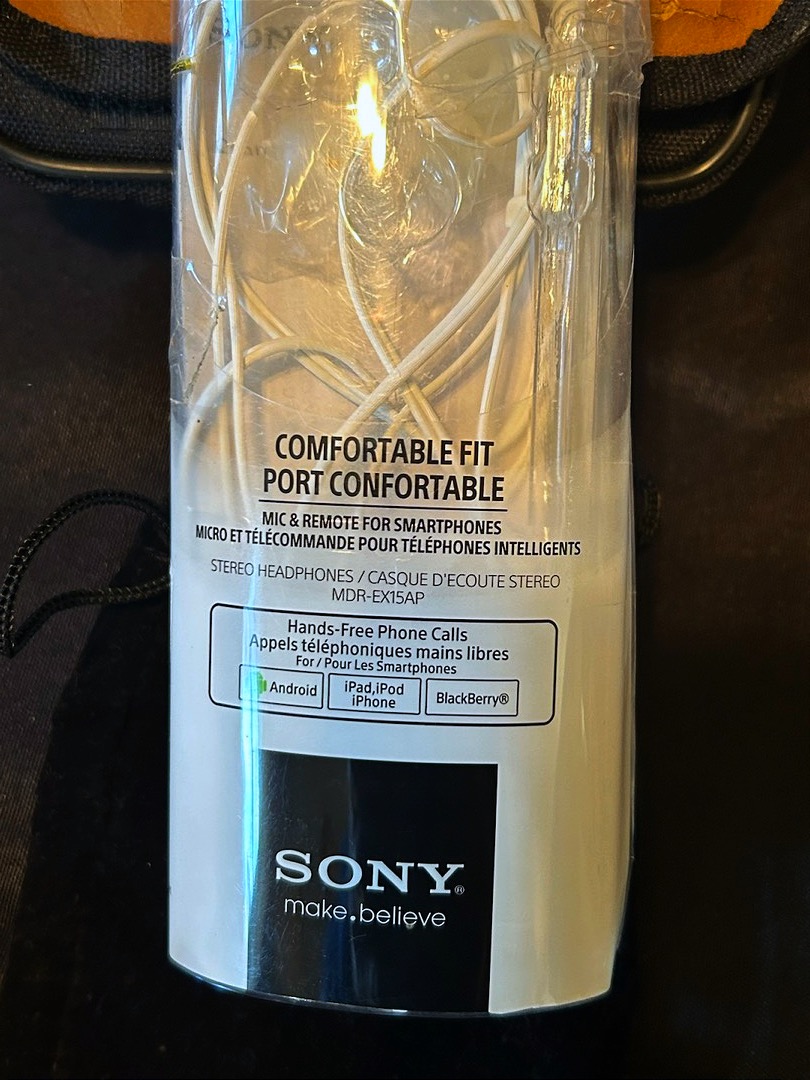 SONY
COMFORTABLE FIT
PORT CONFORTABLE
MIC & REMOTE FOR SMARTPHONES
MICRO ET TÉLÉCOMMANDE POUR TÉLÉPHONES INTELLIGENTS
STEREO HEADPHONES / CASQUE D'ECOUTE STEREO
MDR-EX15AP
Hands-Free Phone Calls
Appels téléphoniques mains libres
For / Pour Les Smartphones
Android
iPad,iPod
iPhone
BlackBerry®
SONY®
make.believe